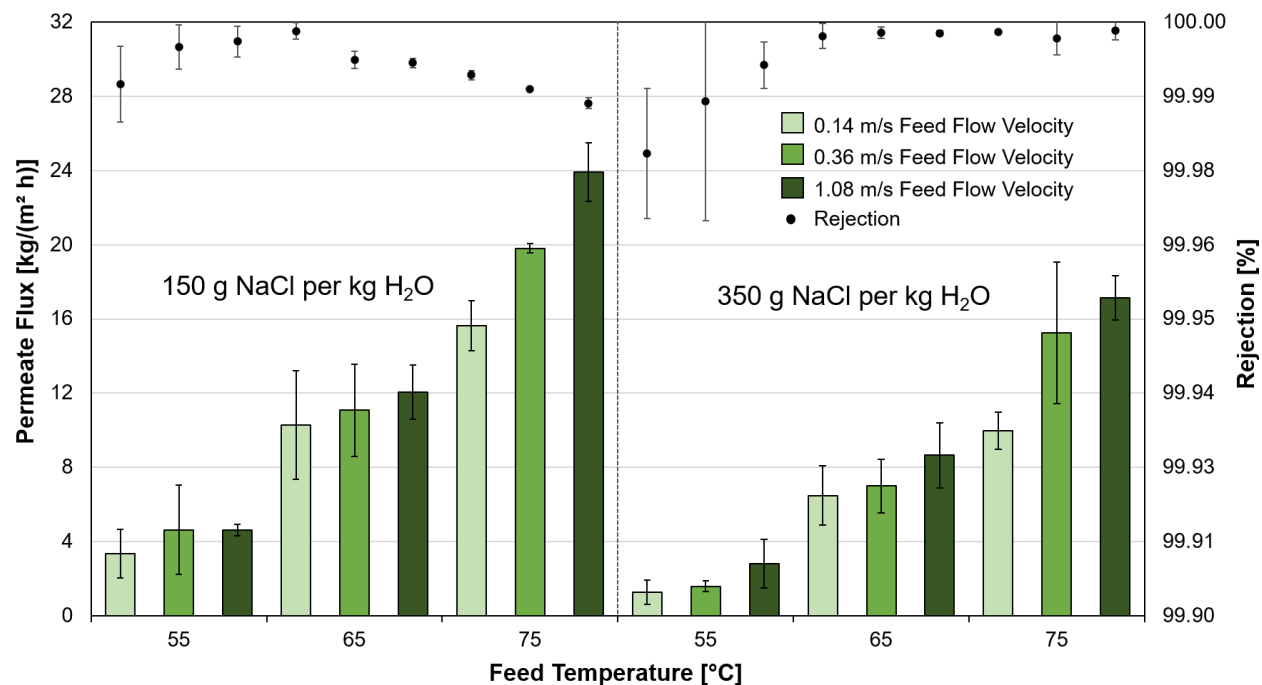 Permeate Flux [kg/(m² h)]
32
28
24
20
16
12
8
4
0
150 g NaCl per kg H₂O
350 g NaCl per kg H₂O
0.14 m/s Feed Flow Velocity
0.36 m/s Feed Flow Velocity
1.08 m/s Feed Flow Velocity
Rejection
100.00
99.99
99.98
99.96
99.95
99.94
99.93
99.91
99.90
Rejection [%]
55
65
75
55
65
75
Feed Temperature [°C]